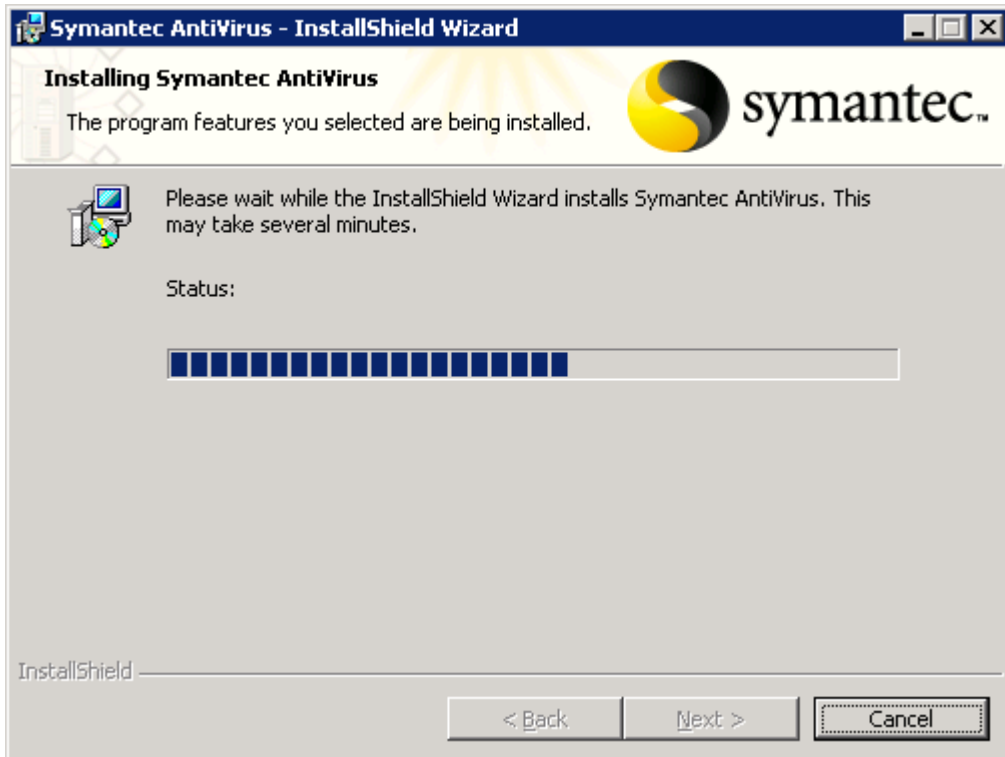 Symantec AntiVirus - InstallShield Wizard
Installing Symantec AntiVirus
The program features you selected are being installed.
symantec™
Please wait while the InstallShield Wizard installs Symantec AntiVirus. This
may take several minutes.
Status:
InstallShield
< Back
Next >
Cancel